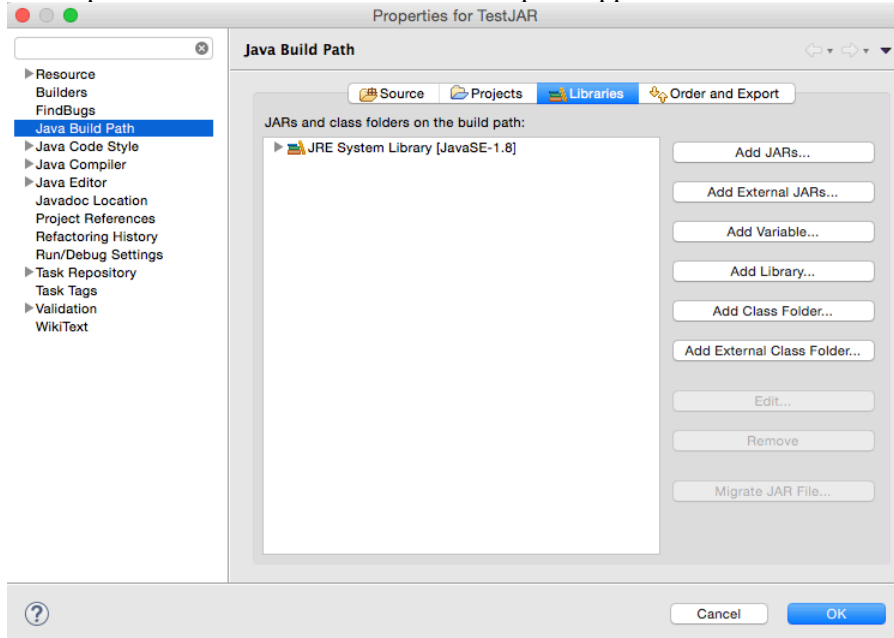 Properties for TestJAR
Java Build Path
Resource
Builders
FindBugs
Java Build Path
Java Code Style
Java Compiler
Java Editor
Javadoc Location
Project References
Refactoring History
Run/Debug Settings
Task Repository
Task Tags
Validation
WikiText
Source Projects Libraries Order and Export
JARs and class folders on the build path:
JRE System Library [JavaSE-1.8]
Add JARs...
Add External JARs...
Add Variable...
Add Library...
Add Class Folder...
Add External Class Folder...
Edit...
Remove
Migrate JAR File...
? Cancel OK